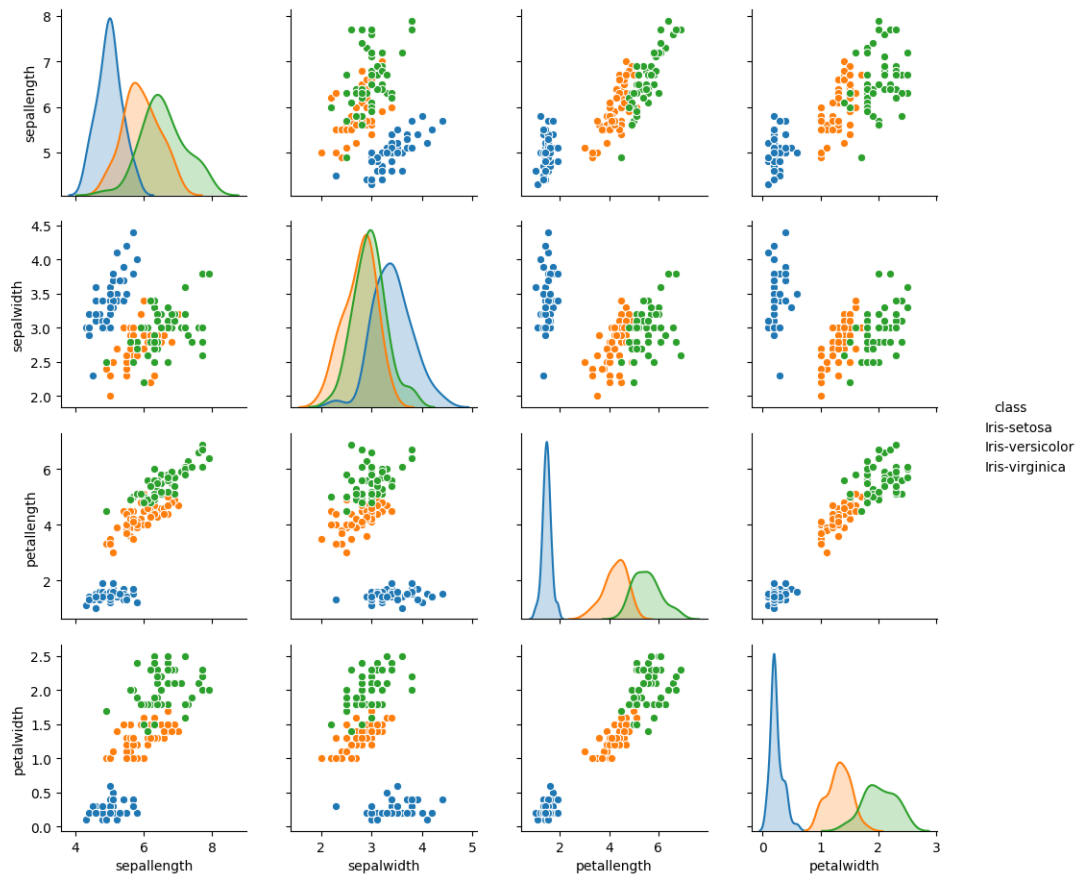 8
7
6
5
sepallength
4.5
4.0
3.5
3.0
2.5
2.0
sepalwidth
class
Iris-setosa
Iris-versicolor
Iris-virginica
6
4
2
petallength
2.5
2.0
1.5
1.0
0.5
0.0
petalwidth
4 6 8 2 3 4 5 2 4 6 0 1 2 3
sepallength sepalwidth petallength petalwidth